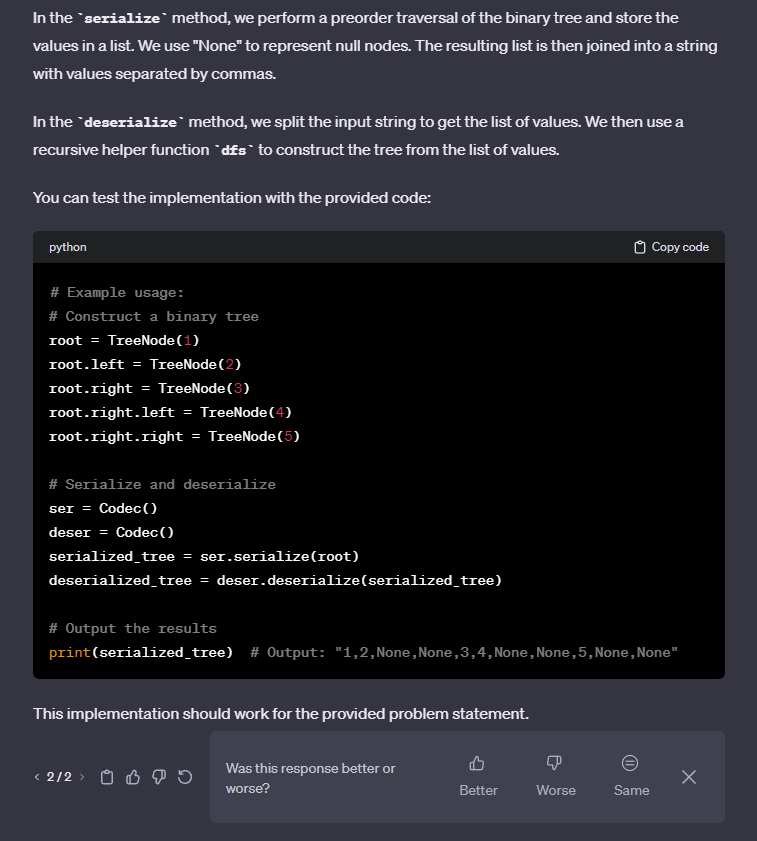 In the `serialize` method, we perform a preorder traversal of the binary tree and store the
values in a list. We use "None" to represent null nodes. The resulting list is then joined into a string
with values separated by commas.
In the `deserialize` method, we split the input string to get the list of values. We then use a
recursive helper function `dfs` to construct the tree from the list of values.
You can test the implementation with the provided code:
python Copy code
# Example usage:
# Construct a binary tree
root = TreeNode(1)
root.left = TreeNode(2)
root.right = TreeNode(3)
root.right.left = TreeNode(4)
root.right.right = TreeNode(5)
# Serialize and deserialize
ser = Codec()
deser = Codec()
serialized_tree = ser.serialize(root)
deserialized_tree = deser.deserialize(serialized_tree)
# Output the results
print(serialized_tree)  # Output: "1,2,None,None,3,4,None,None,5,None,None"
This implementation should work for the provided problem statement.
< 2/2 >
Was this response better or
worse?
Better Worse Same